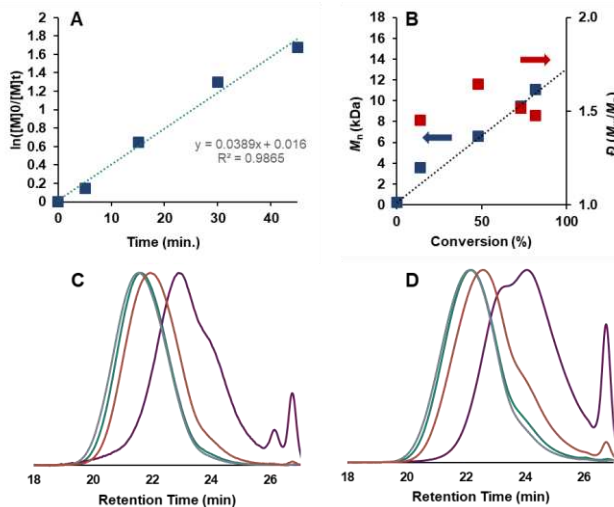 A
2
1.8
1.6
1.4
1.2
1
0.8
0.6
0.4
0.2
0
ln([M]0/[M]t)
y = 0.0389x + 0.016
R² = 0.9865
0 10 20 30 40
Time (min.)
B
18
16
14
12
10
8
6
4
2
0
Mn (kDa)
2.0
1.5
1.0
Đ (Mw/Mn)
0 50 100
Conversion (%)
C
18 20 22 24 26
Retention Time (min)
D
18 20 22 24 26
Retention Time (min)